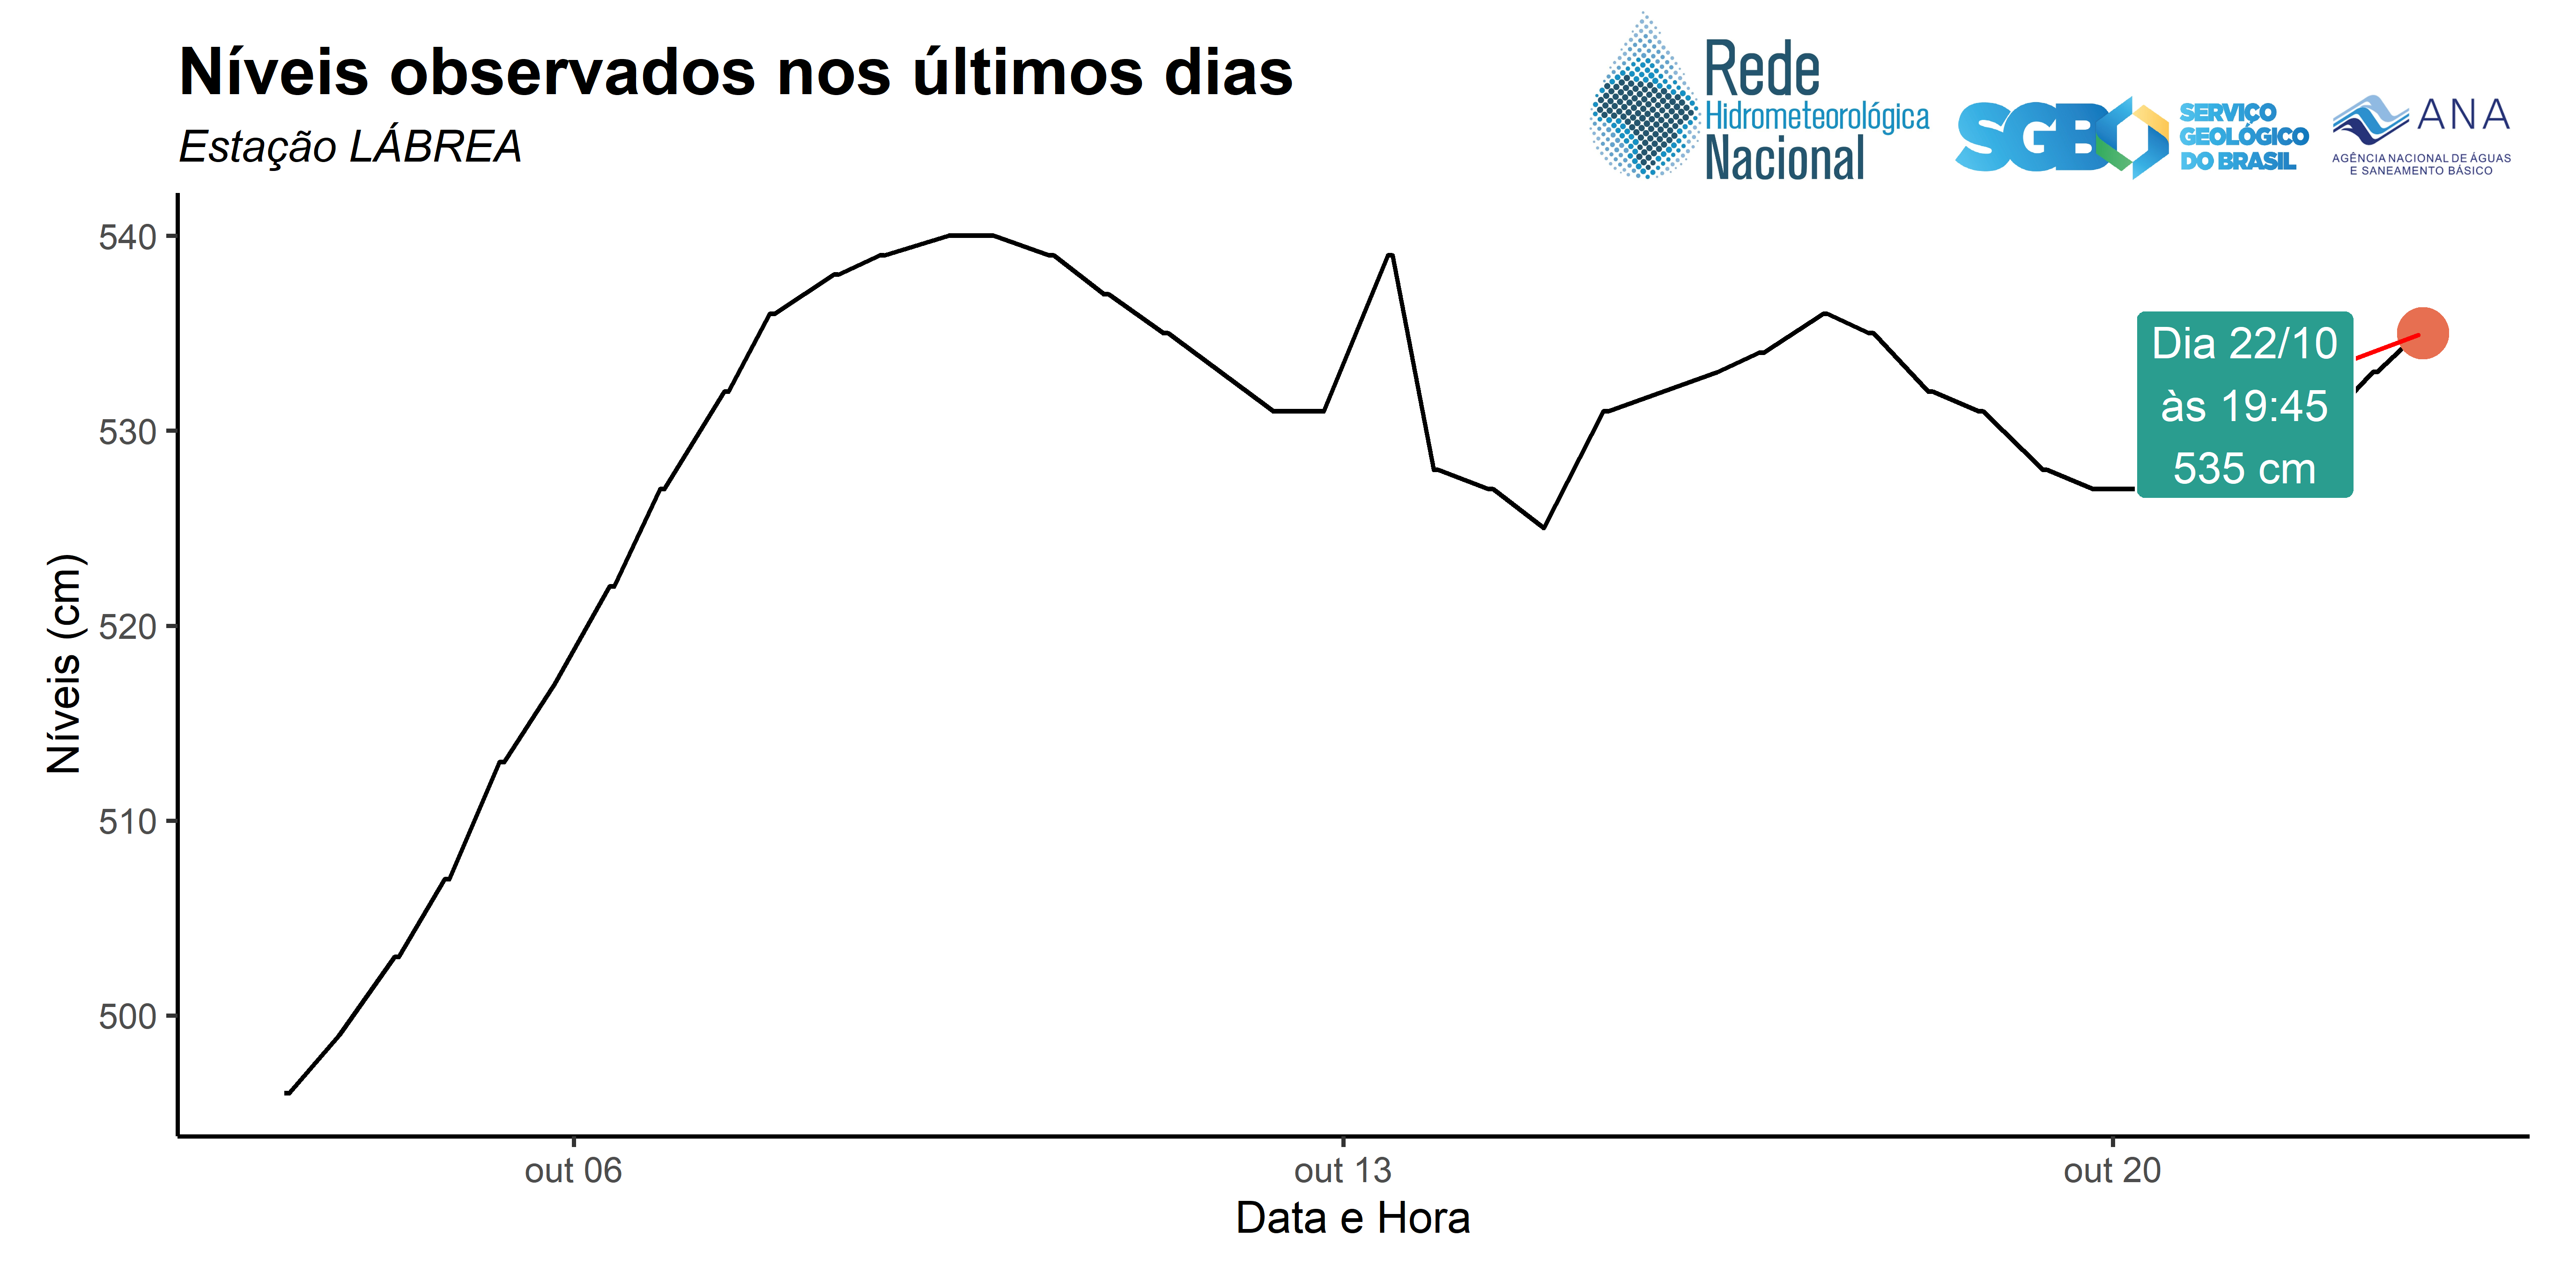 Níveis observados nos últimos dias
Estação LÁBREA
Rede
Hidrometeorológica
Nacional
SGB
SERVIÇO
GEOLÓGICO
DO BRASIL
ANA
AGÊNCIA NACIONAL DE ÁGUAS
E SANEAMENTO BÁSICO
Níveis (cm)
540
530
520
510
500
Dia 22/10
às 19:45
535 cm
out 06
out 13
out 20
Data e Hora